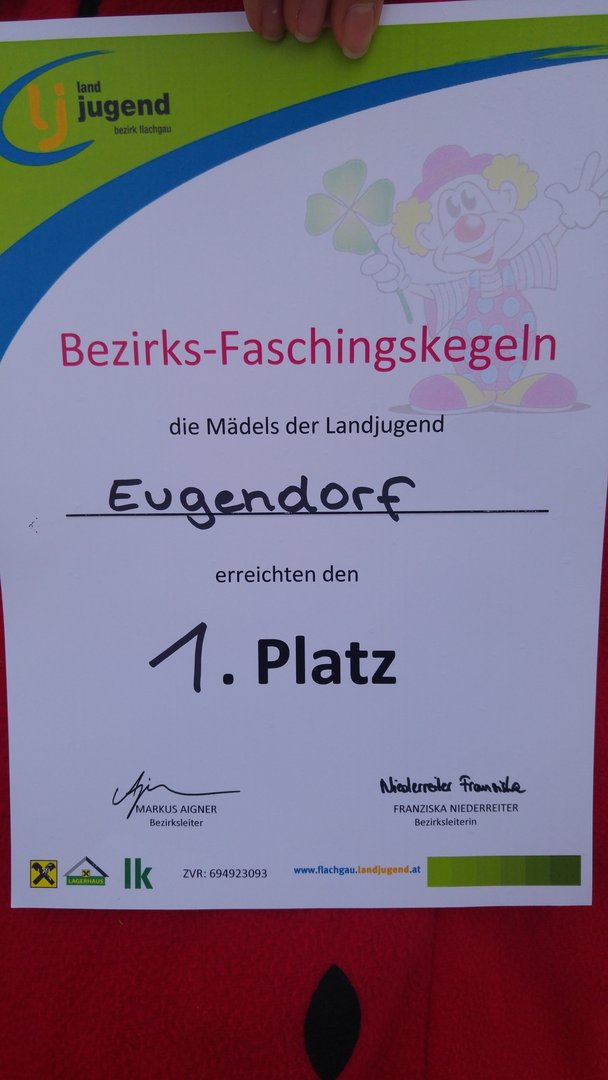 land
jugend
bezirk flachgau
Bezirks-Faschingskegeln
die Mädels der Landjugend
Eugendorf
erreichten den
1. Platz
Niederreiter Franziska
MARKUS AIGNER
FRANZISKA NIEDERREITER
Bezirksleiter
Bezirksleiterin
LAGERHAUS
lk
ZVR: 694923093
www.flachgau.landjugend.at